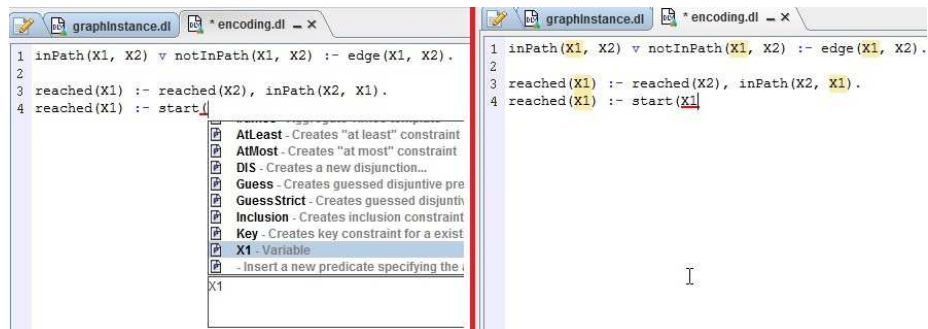 graphInstance.dl * encoding.dl
1 inPath(X1, X2) v notInPath(X1, X2) :- edge(X1, X2).
2
3 reached(X1) :- reached(X2), inPath(X2, X1).
4 reached(X1) :- start(
AtLeast - Creates "at least" constraint
AtMost - Creates "at most" constraint
DIS - Creates a new disjunction...
Guess - Creates guessed disjuntive pre
GuessStrict - Creates guessed disjuntiv
Inclusion - Creates inclusion constraint
Key - Creates key constraint for a exist
X1 - Variable
- Insert a new predicate specifying the
X1
graphInstance.dl * encoding.dl
1 inPath(X1, X2) v notInPath(X1, X2) :- edge(X1, X2).
2
3 reached(X1) :- reached(X2), inPath(X2, X1).
4 reached(X1) :- start(X1